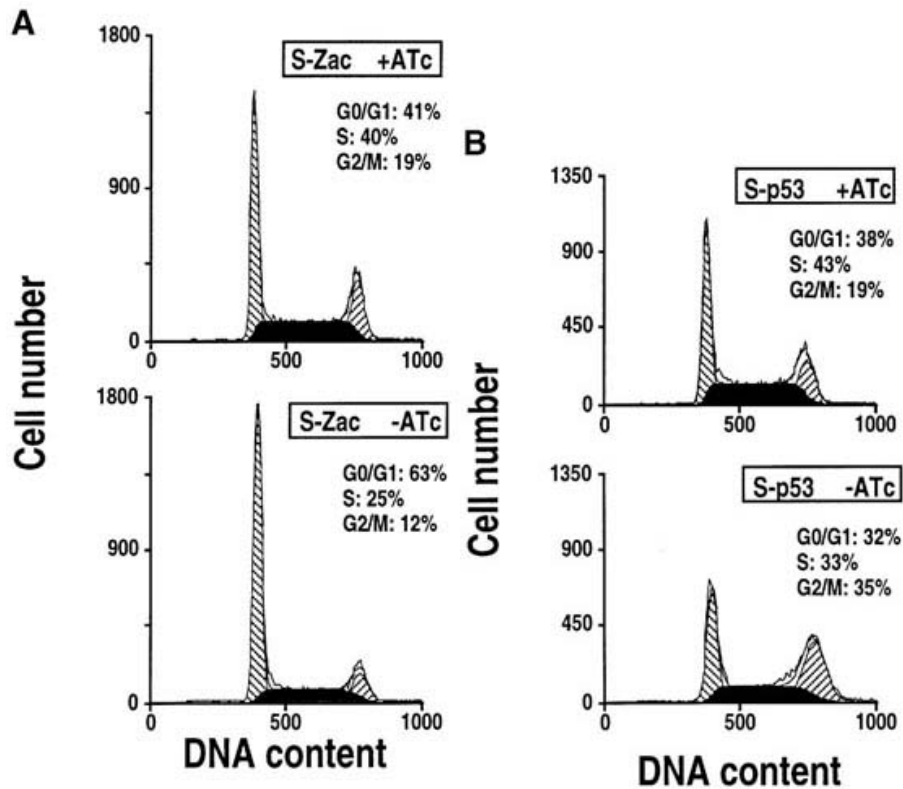 A
1800
S-Zac +ATc
G0/G1: 41%
S: 40%
G2/M: 19%
900
0
0 500 1000
1800
S-Zac -ATc
G0/G1: 63%
S: 25%
G2/M: 12%
900
0
0 500 1000
Cell number
DNA content
B
1350
S-p53 +ATc
G0/G1: 38%
S: 43%
G2/M: 19%
900
450
0
0 500 1000
1350
S-p53 -ATc
G0/G1: 32%
S: 33%
G2/M: 35%
900
450
0
0 500 1000
Cell number
DNA content